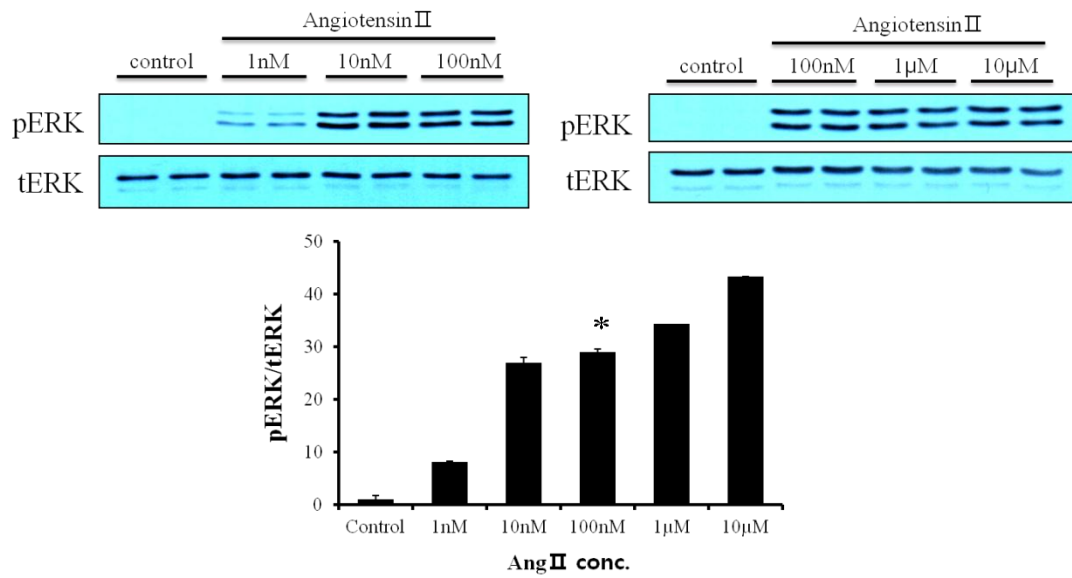 Angiotensin Ⅱ
control 1nM 10nM 100nM
pERK
tERK
Angiotensin Ⅱ
control 100nM 1μM 10μM
pERK
tERK
50
40
30
20
10
0
pERK/tERK
*
Control 1nM 10nM 100nM 1μM 10μM
Ang Ⅱ conc.